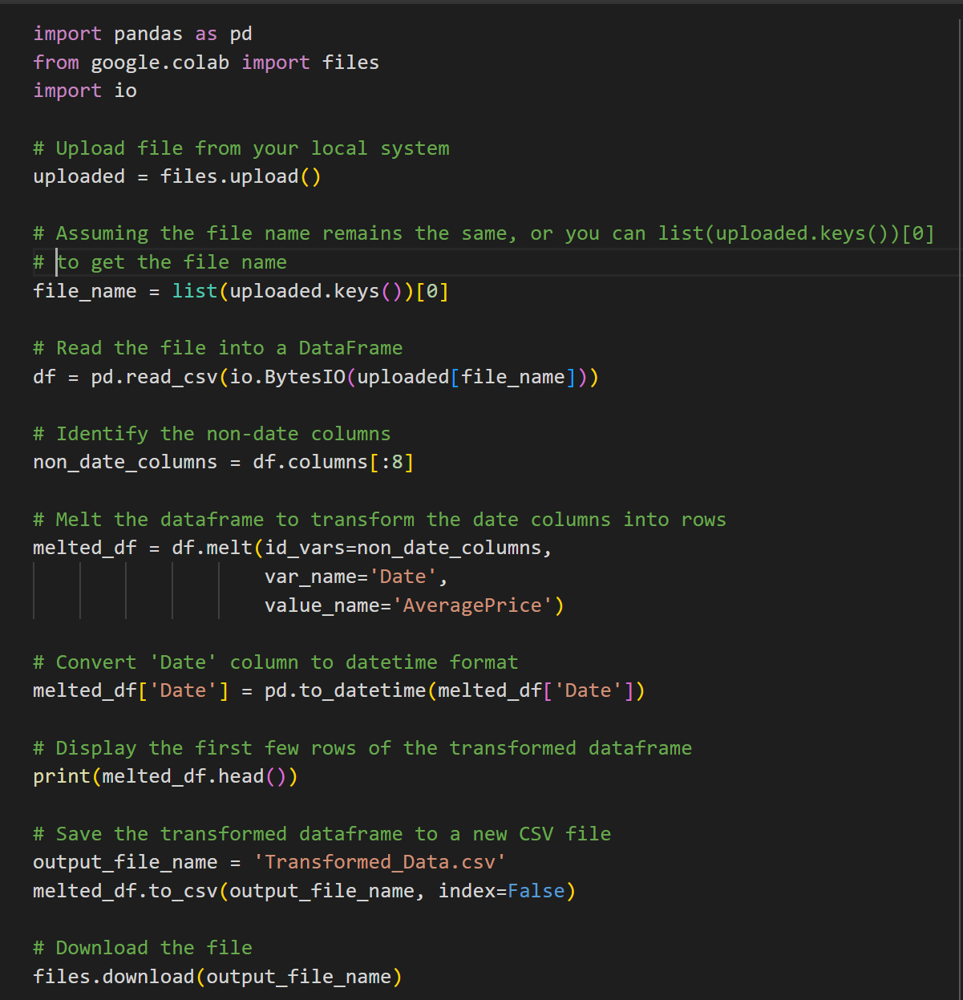 import pandas as pd
from google.colab import files
import io
# Upload file from your local system
uploaded = files.upload()
# Assuming the file name remains the same, or you can list(uploaded.keys())[0]
# to get the file name
file_name = list(uploaded.keys())[0]
# Read the file into a DataFrame
df = pd.read_csv(io.BytesIO(uploaded[file_name]))
# Identify the non-date columns
non_date_columns = df.columns[:8]
# Melt the dataframe to transform the date columns into rows
melted_df = df.melt(id_vars=non_date_columns,
                    var_name='Date',
                    value_name='AveragePrice')
# Convert 'Date' column to datetime format
melted_df['Date'] = pd.to_datetime(melted_df['Date'])
# Display the first few rows of the transformed dataframe
print(melted_df.head())
# Save the transformed dataframe to a new CSV file
output_file_name = 'Transformed_Data.csv'
melted_df.to_csv(output_file_name, index=False)
# Download the file
files.download(output_file_name)